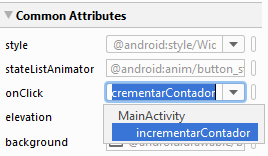 Common Attributes
style @android:style/Wic
stateListAnimator @android:anim/button_s
onClick crementarContador
elevation MainActivity
incrementarContador
background